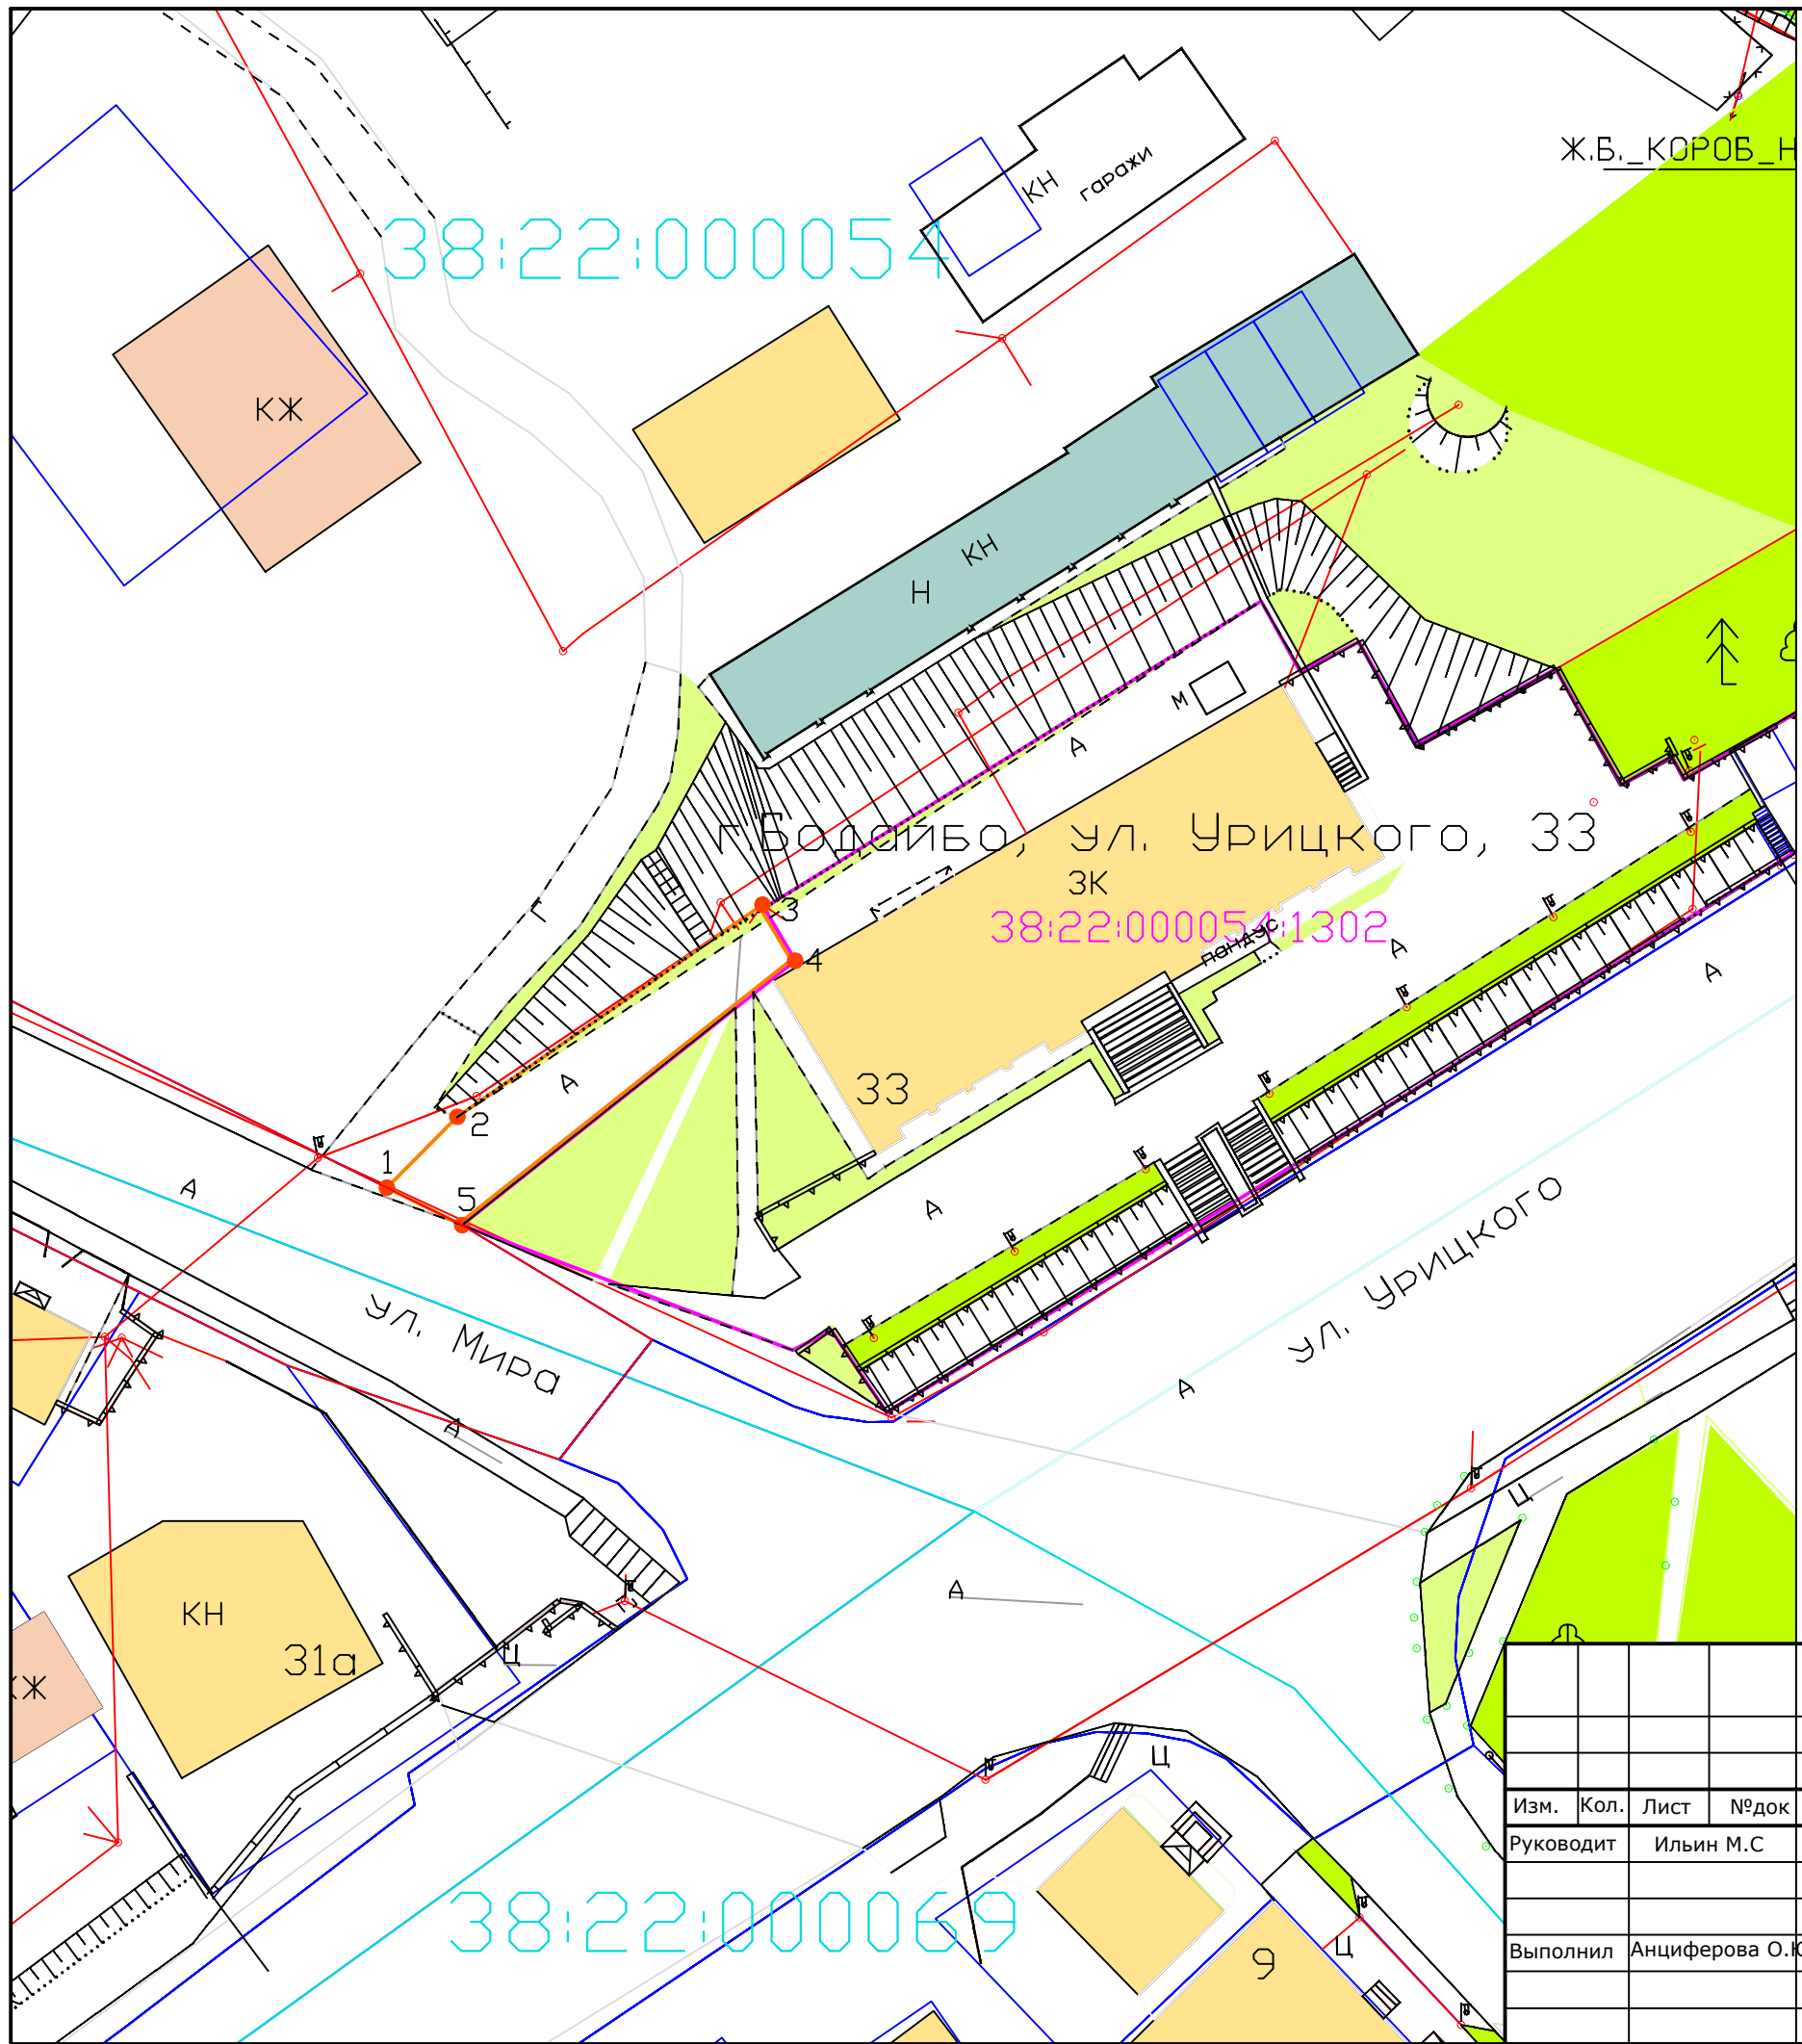 38:22:000054
КН
гаражи
КЖ
КН
Н
М
А
г.Бодайбо, ул. Урицкого, 33
3К
38:22:000054:1302
пандус
А
А
3
4
А
33
2
1
5
А
А
ул. Урицкого
ул. Мира
А
А
Ц
А
КН
31а
Ц
Ц
38:22:000069
9
Ц
Изм. Кол. Лист №док
Руководит Ильин М.С
Выполнил